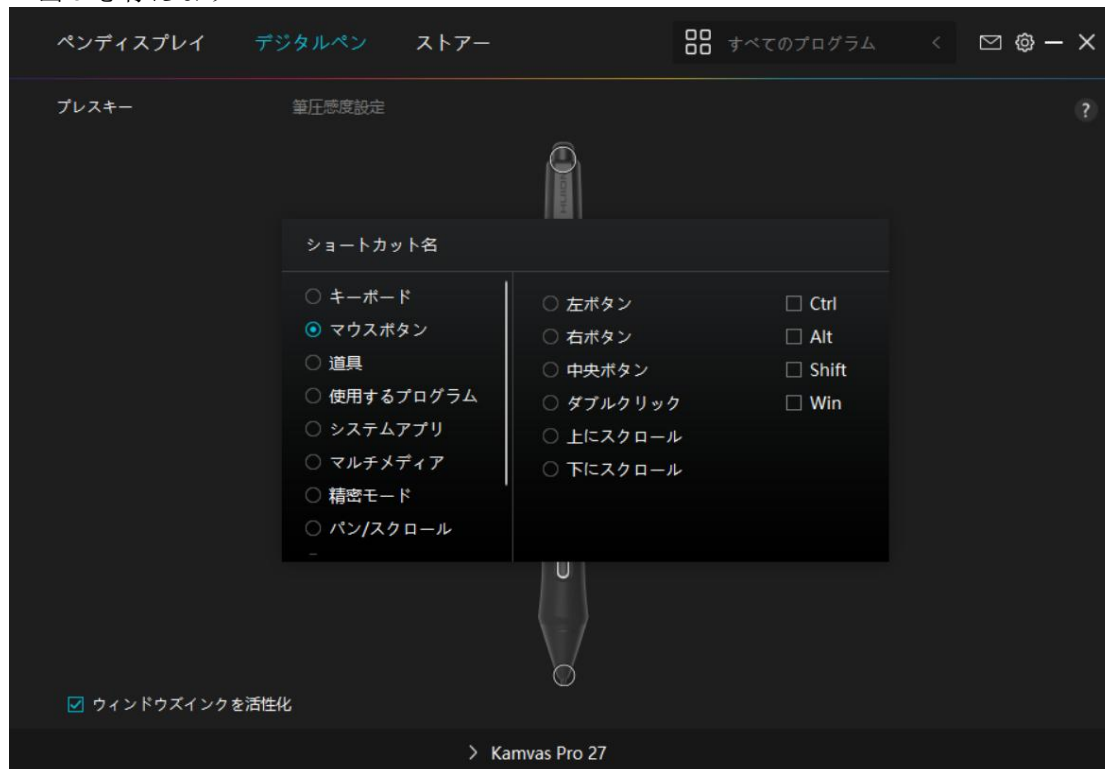 ペンディスプレイ デジタルペン ストアー すべてのプログラム
プレスキー 筆圧感度設定 ?
HUION
ショートカット名
キーボード
マウスボタン
道具
使用するプログラム
システムアプリ
マルチメディア
精密モード
パン/スクロール
左ボタン
右ボタン
中央ボタン
ダブルクリック
上にスクロール
下にスクロール
Ctrl
Alt
Shift
Win
ウィンドウズインクを活性化
Kamvas Pro 27